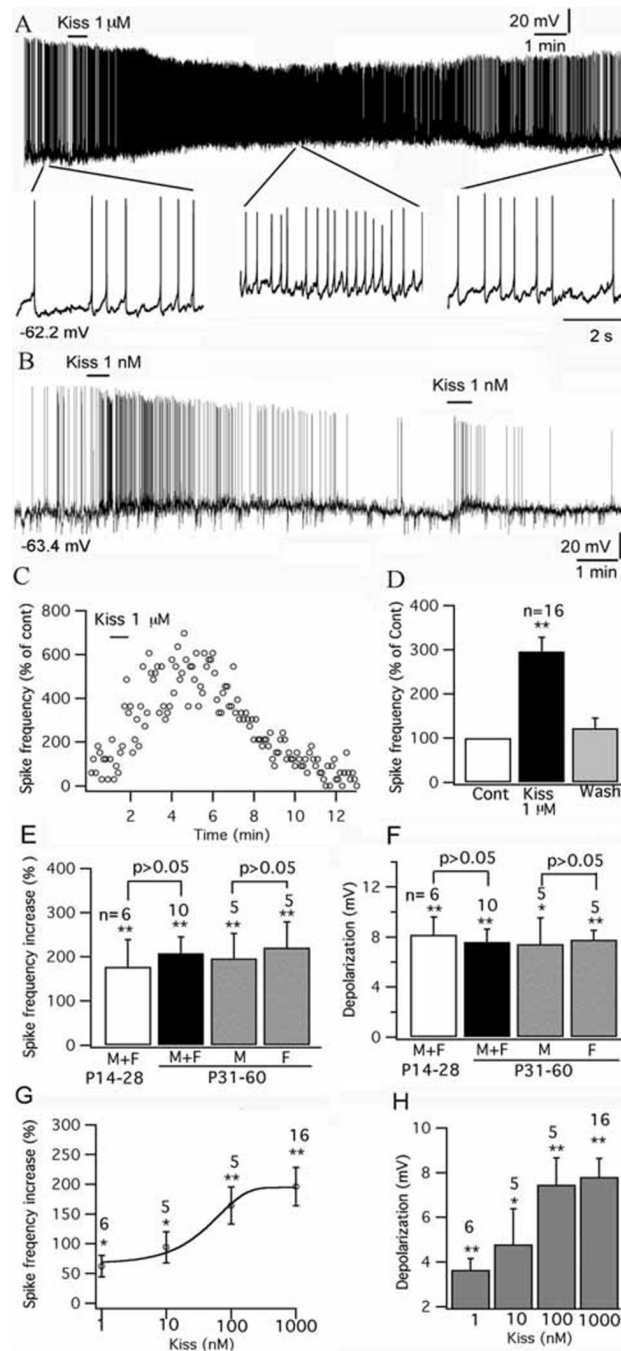 A
Kiss 1 μM
20 mV
1 min
-62.2 mV
2 s
B
Kiss 1 nM
Kiss 1 nM
-63.4 mV
20 mV
1 min
C
Spike frequency (% of cont)
800
600
400
200
0
Kiss 1 μM
2 4 6 8 10 12
Time (min)
D
Spike frequency (% of Cont)
400
300
200
100
0
n=16
**
Cont Kiss 1 μM Wash
E
Spike frequency increase (% )
400
300
200
100
0
p>0.05 p>0.05
n= 6 10 5 5
** ** ** **
M+F M+F M F
P14-28 P31-60
F
Depolarization (mV)
12
8
4
0
p>0.05 p>0.05
n= 6 10 5 5
** ** * **
M+F M+F M F
P14-28 P31-60
G
Spike freqency increase (%)
300
250
200
150
100
50
0
6 5 5 16
* * ** **
1 10 100 1000
Kiss (nM)
H
Depolarization (mV)
10
8
6
4
2
6 5 5 16
** * ** **
1 10 100 1000
Kiss (nM)